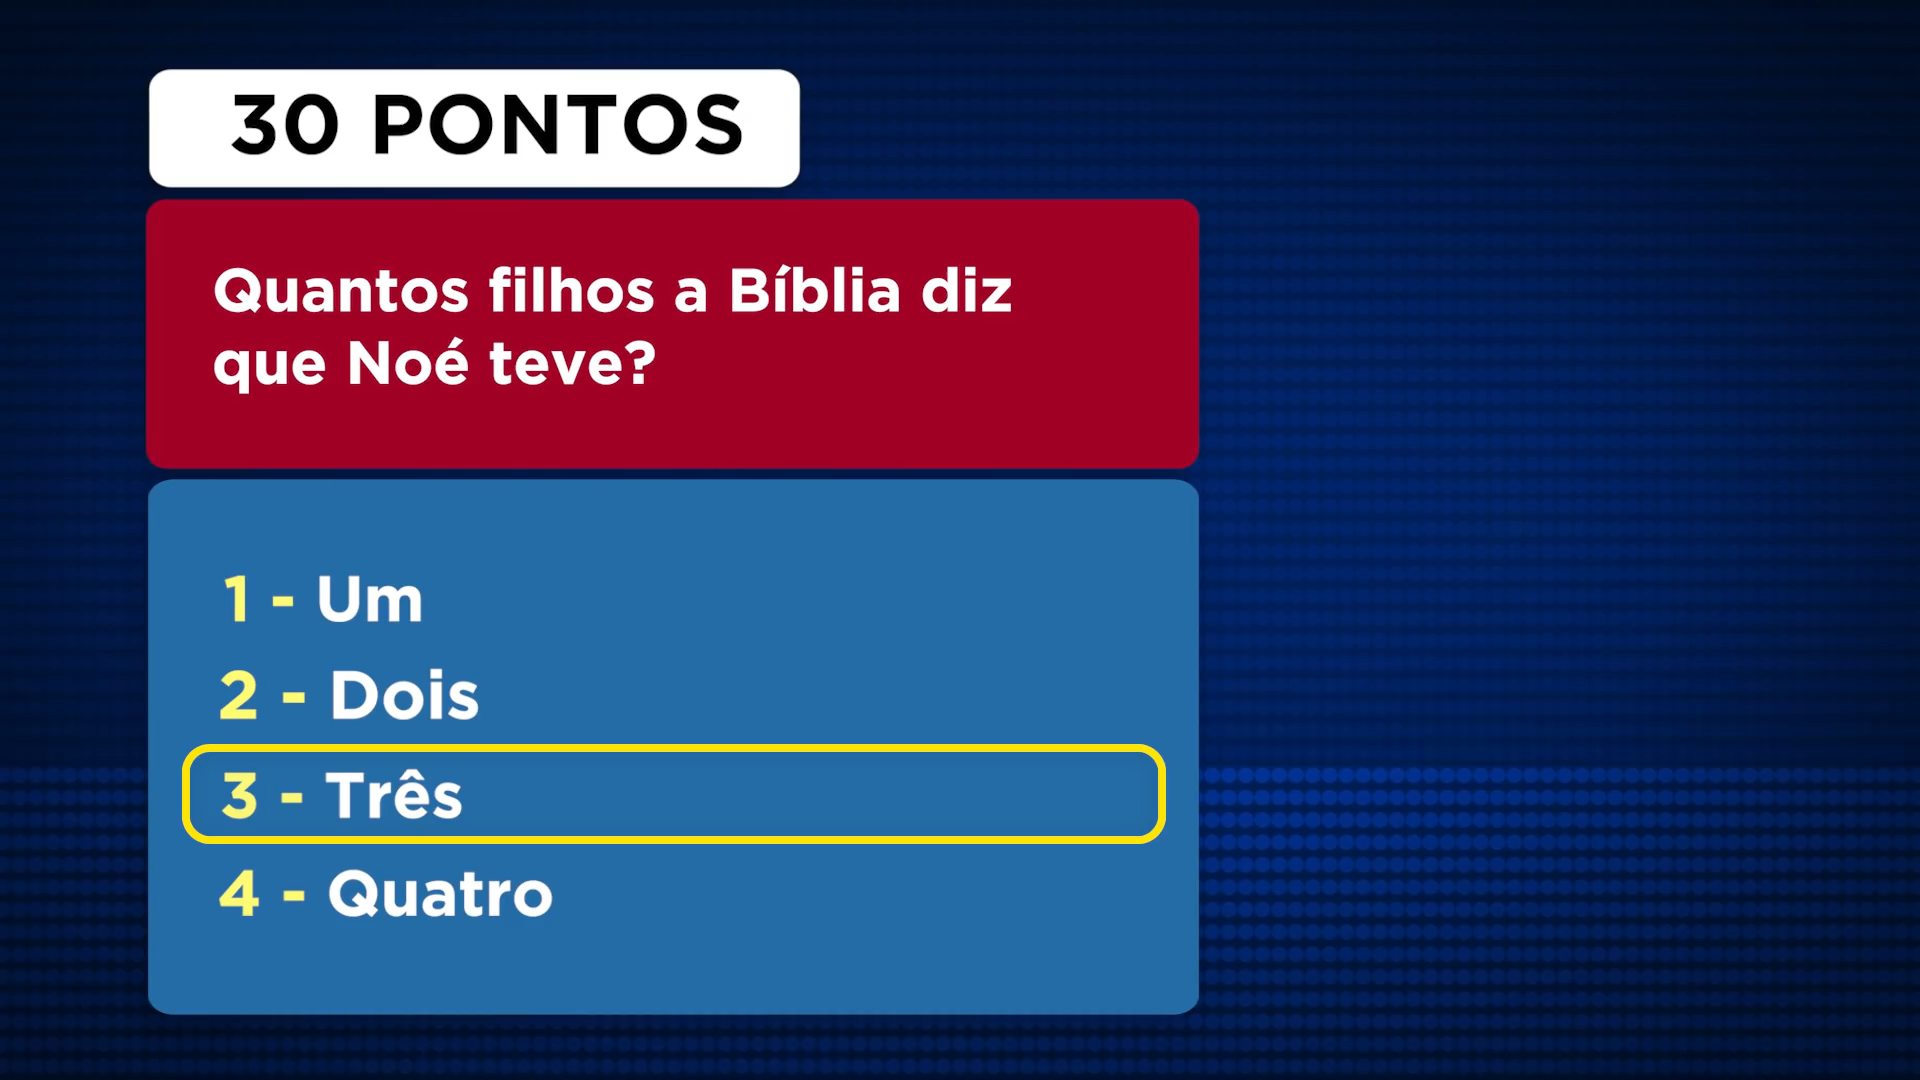 30 PONTOS
Quantos filhos a Bíblia diz
que Noé teve?
1 - Um
2 - Dois
3 - Três
4 - Quatro